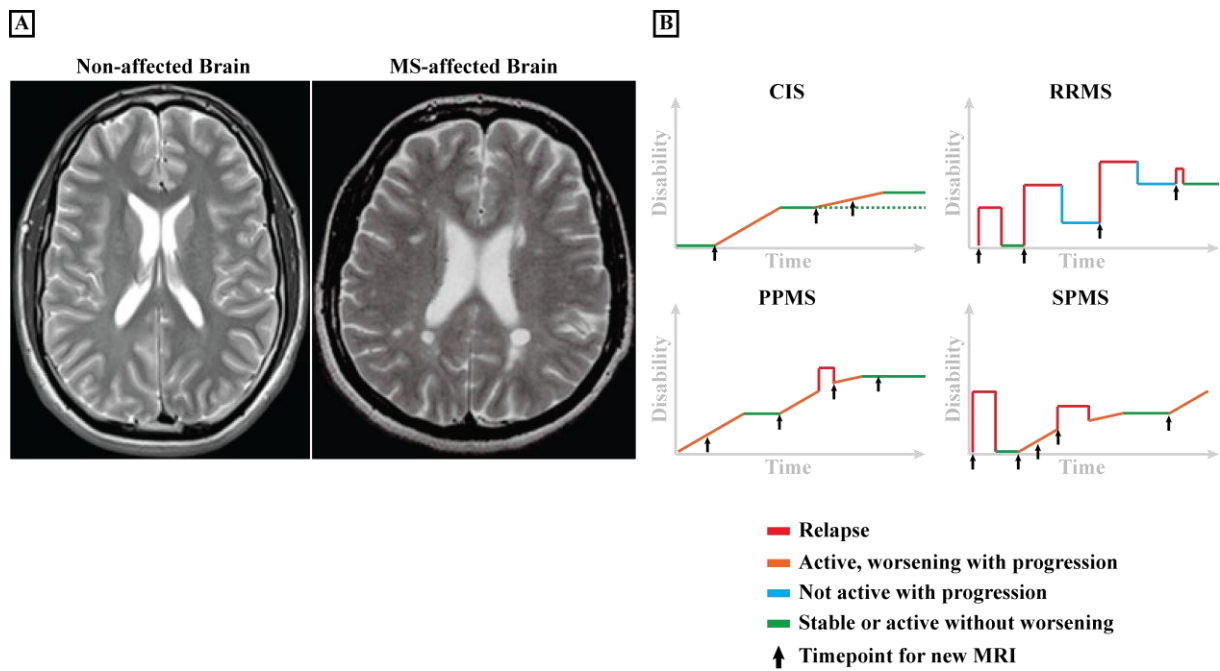 A
Non-affected Brain
MS-affected Brain
B
CIS
Disability
Time
RRMS
Disability
Time
PPMS
Disability
Time
SPMS
Disability
Time
Relapse
Active, worsening with progression
Not active with progression
Stable or active without worsening
Timepoint for new MRI